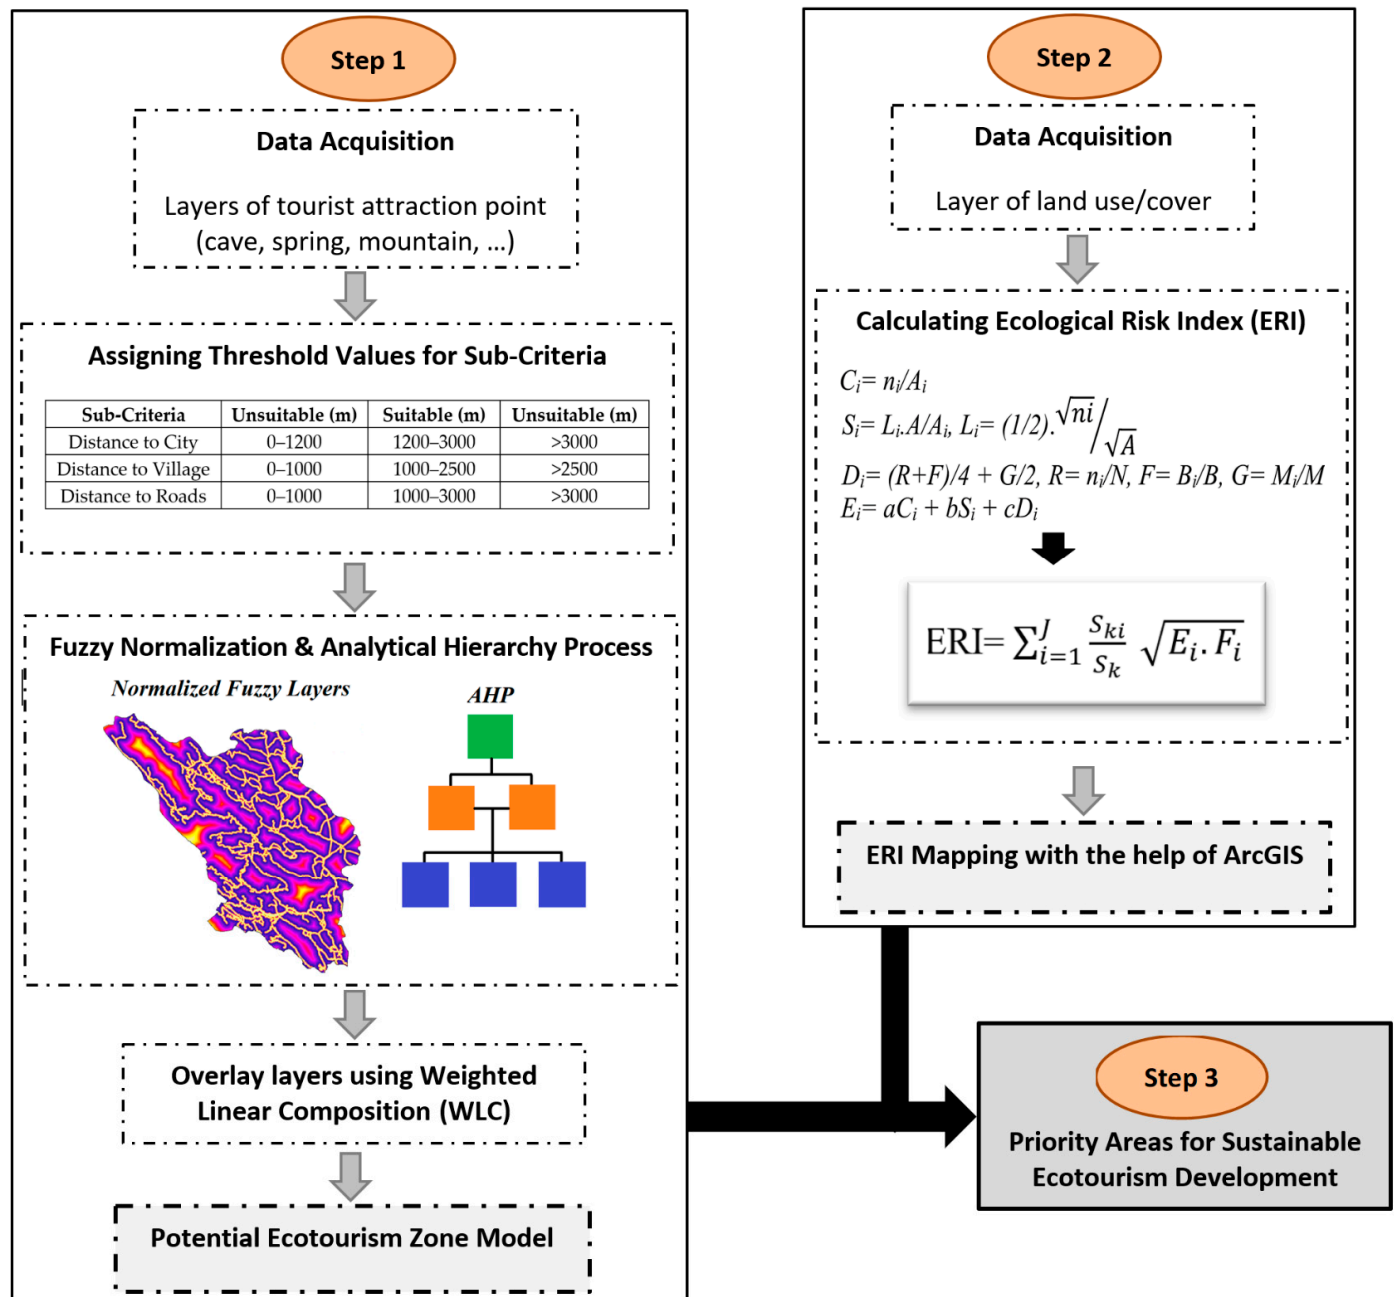 Step 1
Data Acquisition
Layers of tourist attraction point
(cave, spring, mountain, ...)
Assigning Threshold Values for Sub-Criteria
Sub-Criteria Unsuitable (m) Suitable (m) Unsuitable (m)
Distance to City 0–1200 1200–3000 >3000
Distance to Village 0–1000 1000–2500 >2500
Distance to Roads 0–1000 1000–3000 >3000
Fuzzy Normalization & Analytical Hierarchy Process
Normalized Fuzzy Layers
AHP
Overlay layers using Weighted
Linear Composition (WLC)
Potential Ecotourism Zone Model
Step 2
Data Acquisition
Layer of land use/cover
Calculating Ecological Risk Index (ERI)
Cᵢ= nᵢ/Aᵢ
Sᵢ= Lᵢ.A/Aᵢ, Lᵢ= (1/2).√ni/√A
Dᵢ= (R+F)/4 + G/2, R= nᵢ/N, F= Bᵢ/B, G= Mᵢ/M
Eᵢ= aCᵢ + bSᵢ + cDᵢ
ERI= ∑ᴶᵢ₌₁ Sₖᵢ/Sₖ √Eᵢ.Fᵢ
ERI Mapping with the help of ArcGIS
Step 3
Priority Areas for Sustainable
Ecotourism Development